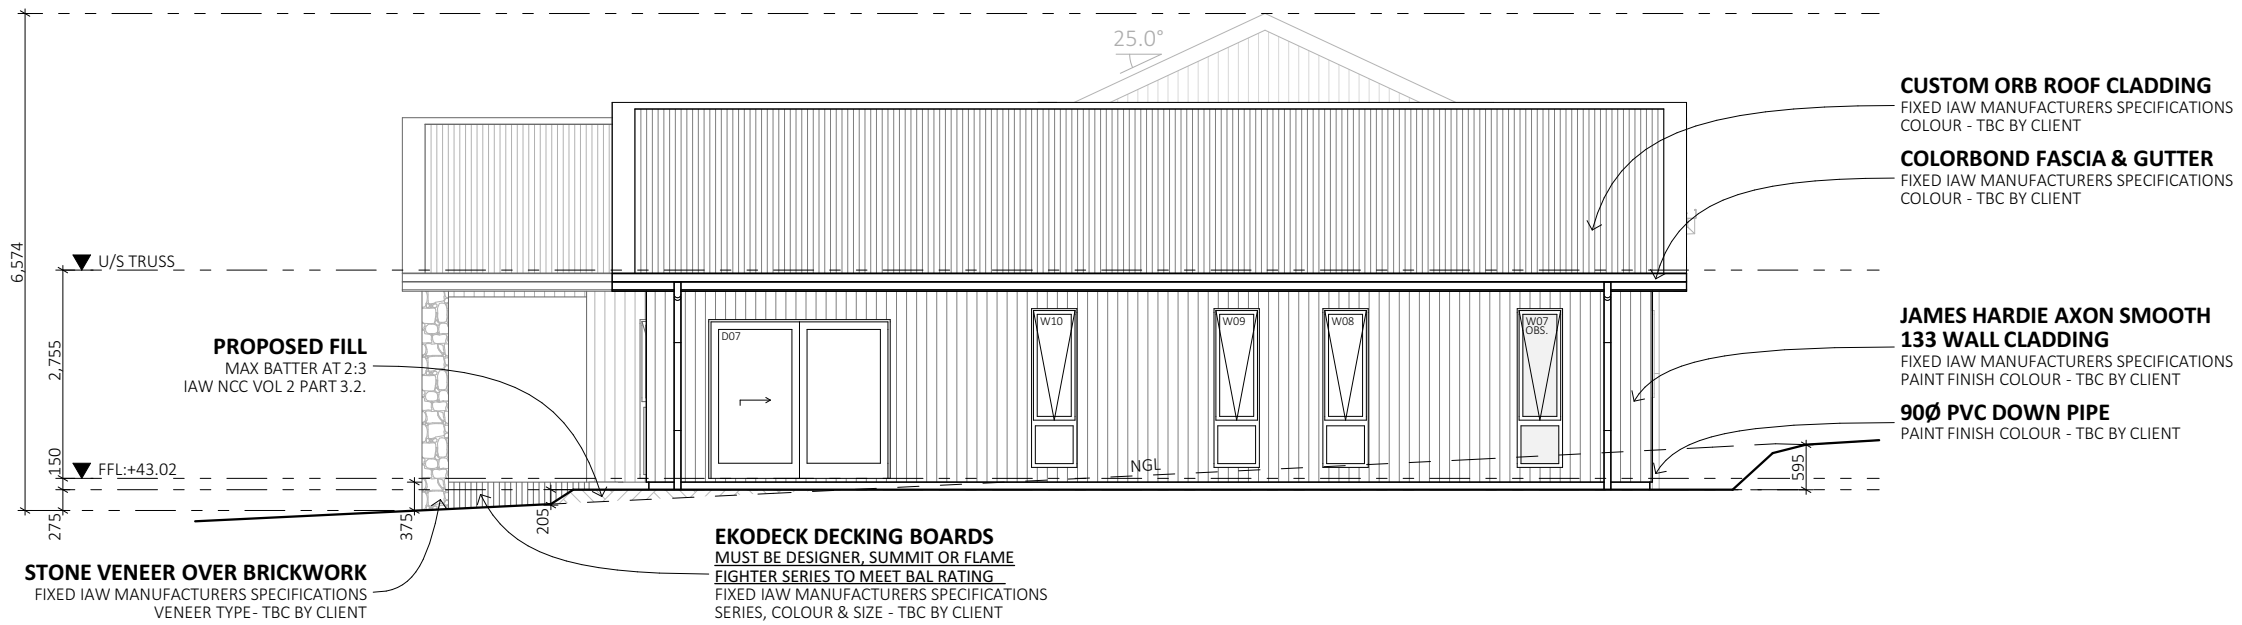 25.0°
CUSTOM ORB ROOF CLADDING
FIXED IAW MANUFACTURERS SPECIFICATIONS
COLOUR - TBC BY CLIENT
COLORBOND FASCIA & GUTTER
FIXED IAW MANUFACTURERS SPECIFICATIONS
COLOUR - TBC BY CLIENT
6,574
U/S TRUSS
2,755
PROPOSED FILL
MAX BATTER AT 2:3
IAW NCC VOL 2 PART 3.2.
D07
W10
W09
W08
W07
OBS.
JAMES HARDIE AXON SMOOTH
133 WALL CLADDING
FIXED IAW MANUFACTURERS SPECIFICATIONS
PAINT FINISH COLOUR - TBC BY CLIENT
90Ø PVC DOWN PIPE
PAINT FINISH COLOUR - TBC BY CLIENT
150
FFL:+43.02
NGL
595
275
375
205
EKODECK DECKING BOARDS
MUST BE DESIGNER, SUMMIT OR FLAME
FIGHTER SERIES TO MEET BAL RATING
FIXED IAW MANUFACTURERS SPECIFICATIONS
SERIES, COLOUR & SIZE - TBC BY CLIENT
STONE VENEER OVER BRICKWORK
FIXED IAW MANUFACTURERS SPECIFICATIONS
VENEER TYPE- TBC BY CLIENT